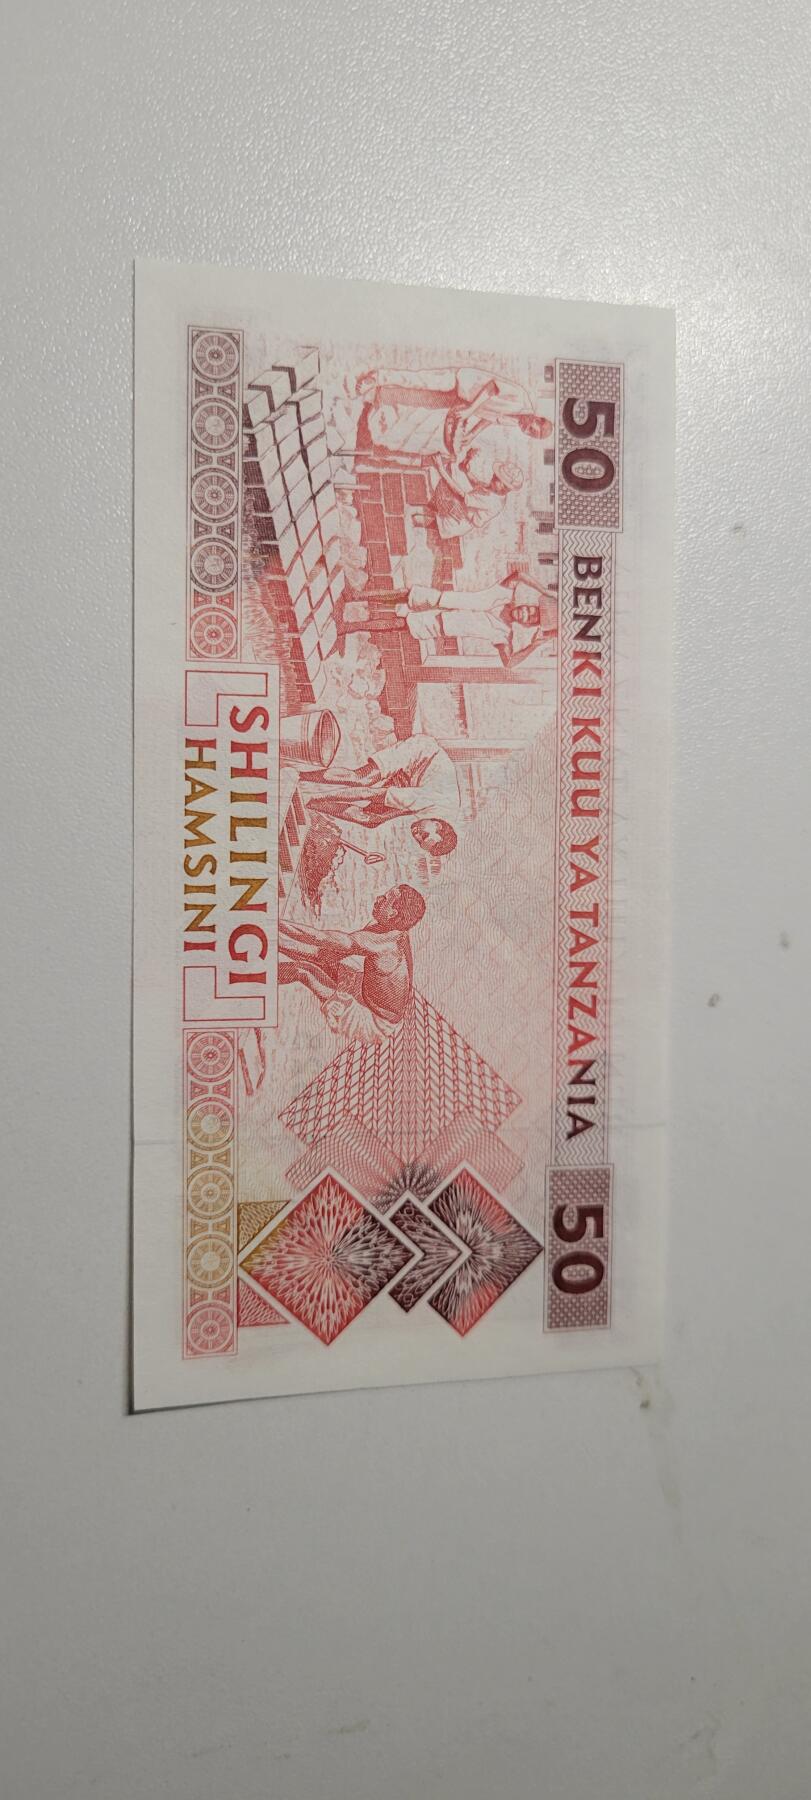 50 BENKI KUU YA TANZANIA 50
SHILINGI
HAMSINI